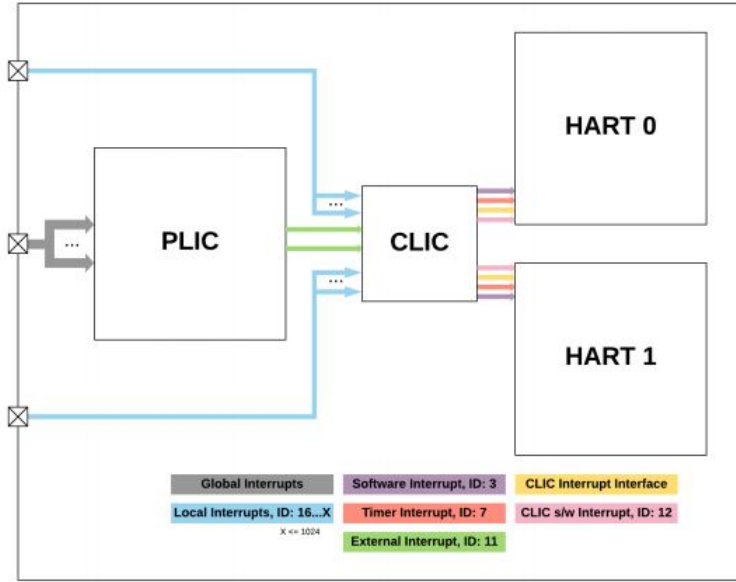 HART 0
...
PLIC
...
CLIC
...
HART 1
Global Interrupts
Software Interrupt, ID: 3
CLIC Interrupt Interface
Local Interrupts, ID: 16...X
Timer Interrupt, ID: 7
CLIC s/w Interrupt, ID: 12
X <= 1024
External Interrupt, ID: 11